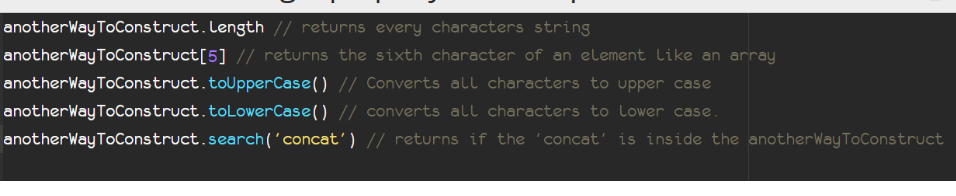 anotherWayToConstruct.length // returns every characters string
anotherWayToConstruct[5] // returns the sixth character of an element like an array
anotherWayToConstruct.toUpperCase() // Converts all characters to upper case
anotherWayToConstruct.toLowerCase() // converts all characters to lower case.
anotherWayToConstruct.search('concat') // returns if the 'concat' is inside the anotherWayToConstruct